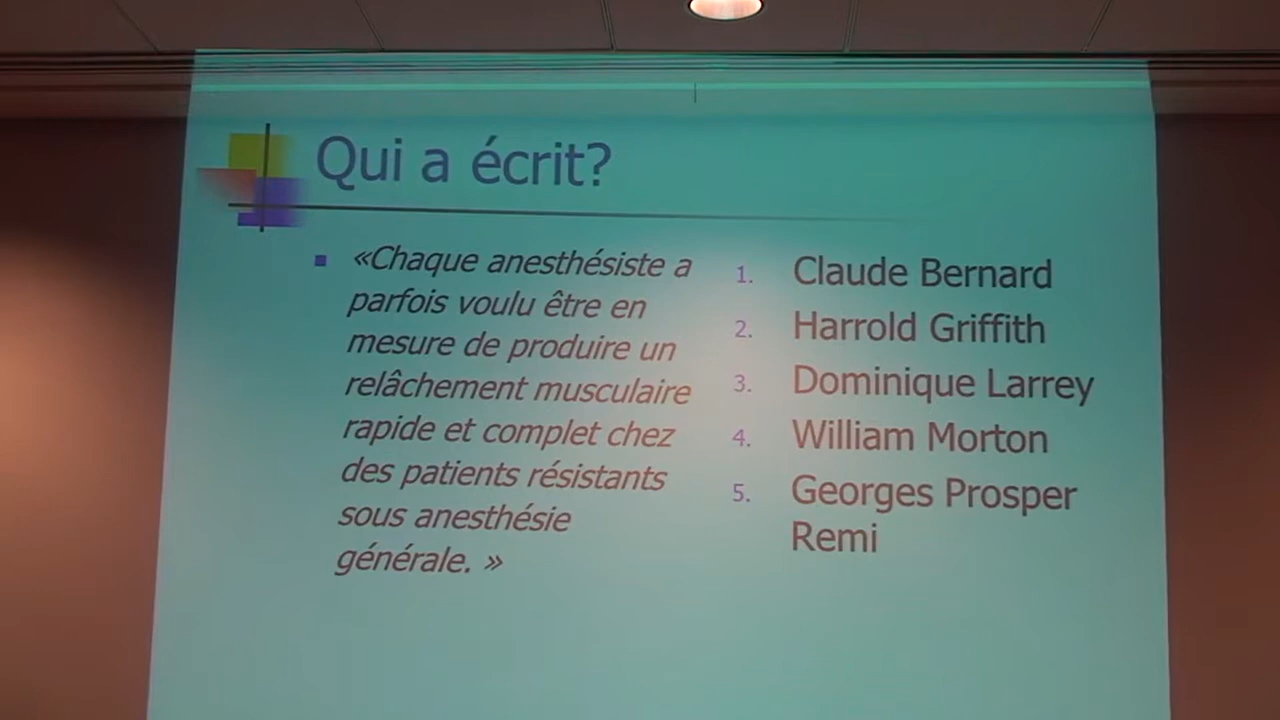 Qui a écrit?
«Chaque anesthésiste a
parfois voulu être en
mesure de produire un
relâchement musculaire
rapide et complet chez
des patients résistants
sous anesthésie
générale. »
1. Claude Bernard
2. Harrold Griffith
3. Dominique Larrey
4. William Morton
5. Georges Prosper
Remi